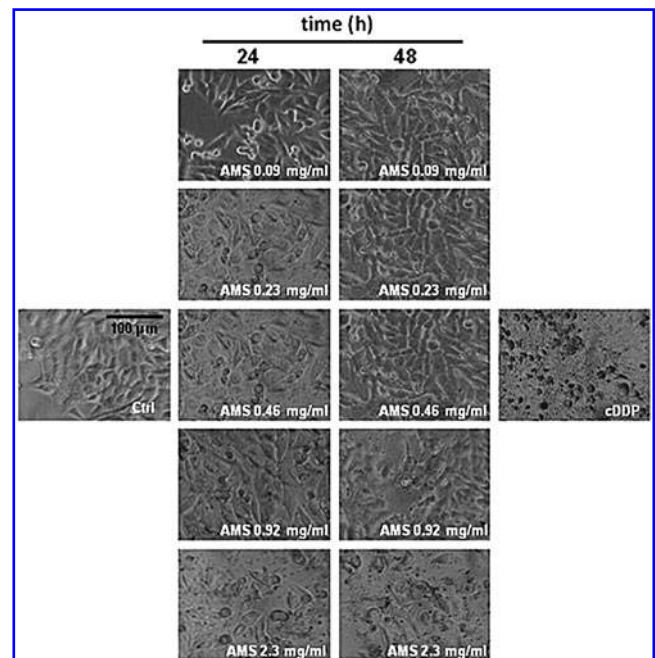 time (h)
24 48
AMS 0.09 mg/ml AMS 0.09 mg/ml
AMS 0.23 mg/ml AMS 0.23 mg/ml
100 µm
Ctrl AMS 0.46 mg/ml AMS 0.46 mg/ml cDDP
AMS 0.92 mg/ml AMS 0.92 mg/ml
AMS 2.3 mg/ml AMS 2.3 mg/ml